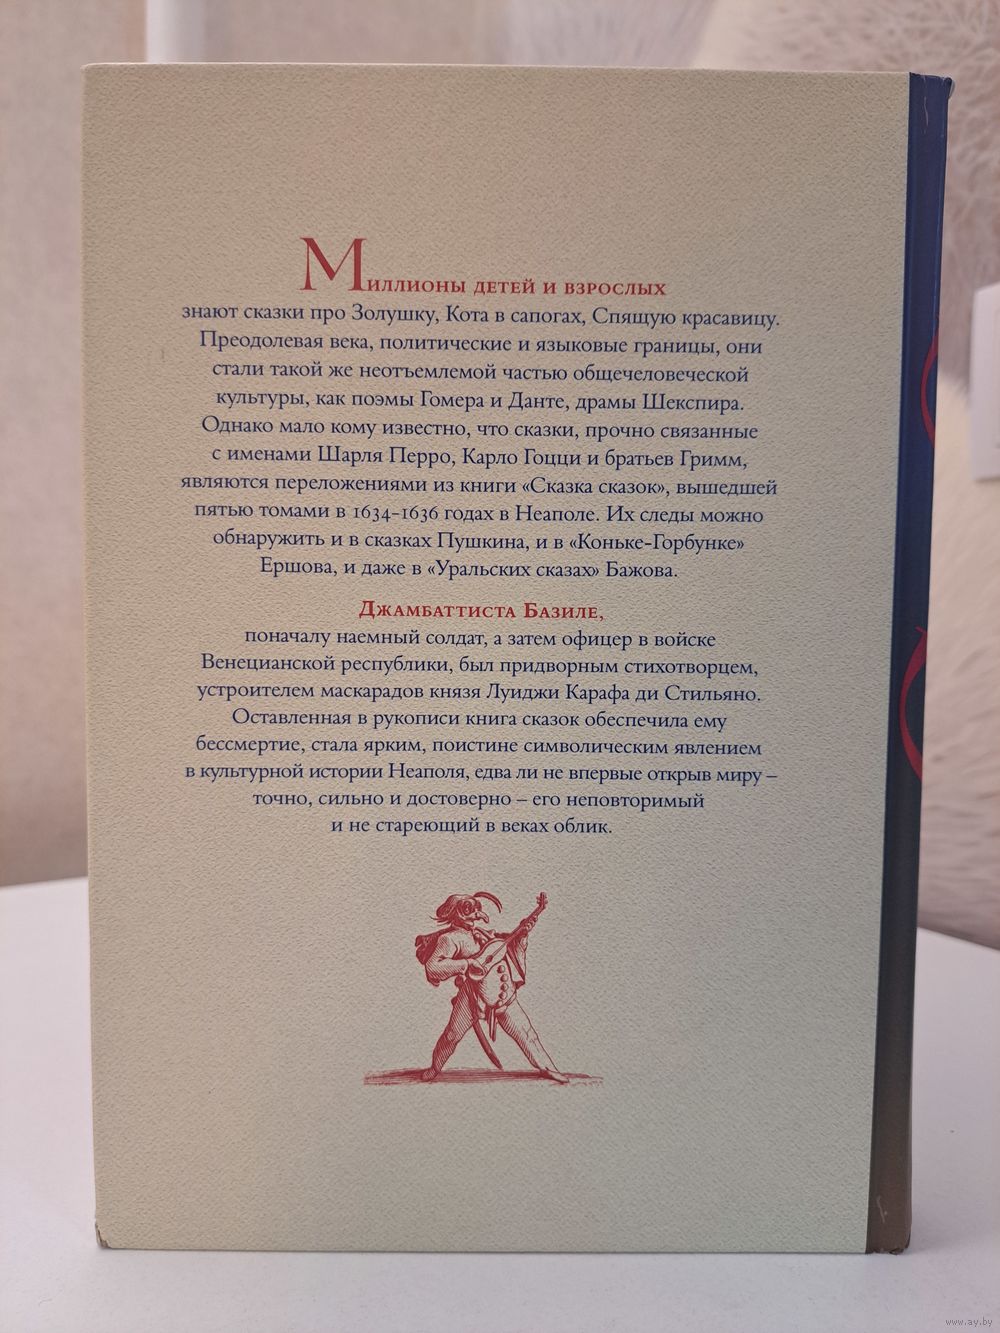 Миллионы детей и взрослых
знают сказки про Золушку, Кота в сапогах, Спящую красавицу.
Преодолевая века, политические и языковые границы, они
стали такой же неотъемлемой частью общечеловеческой
культуры, как поэмы Гомера и Данте, драмы Шекспира.
Однако мало кому известно, что сказки, прочно связанные
с именами Шарля Перро, Карло Гоцци и братьев Гримм,
являются переложениями из книги «Сказка сказок», вышедшей
пятью томами в 1634-1636 годах в Неаполе. Их следы можно
обнаружить и в сказках Пушкина, и в «Коньке-Горбунке»
Ершова, и даже в «Уральских сказах» Бажова.
Джамбаттиста Базиле,
поначалу наемный солдат, а затем офицер в войске
Венецианской республики, был придворным стихотворцем,
устроителем маскарадов князя Луиджи Карафа ди Стильяно.
Оставленная в рукописи книга сказок обеспечила ему
бессмертие, стала ярким, поистине символическим явлением
в культурной истории Неаполя, едва ли не впервые открыв миру –
точно, сильно и достоверно – его неповторимый
и не стареющий в веках облик.
www.ay.by